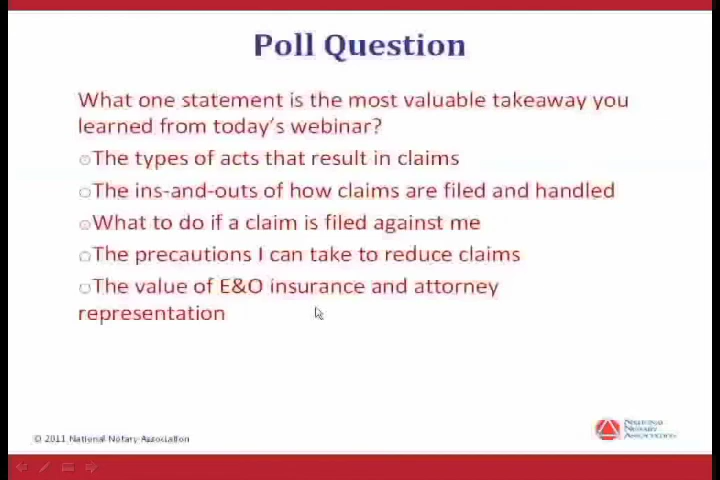 Poll Question
What one statement is the most valuable takeaway you
learned from today's webinar?
The types of acts that result in claims
The ins-and-outs of how claims are filed and handled
What to do if a claim is filed against me
The precautions I can take to reduce claims
The value of E&O insurance and attorney
representation
© 2011 National Notary Association
National
Notary
Association